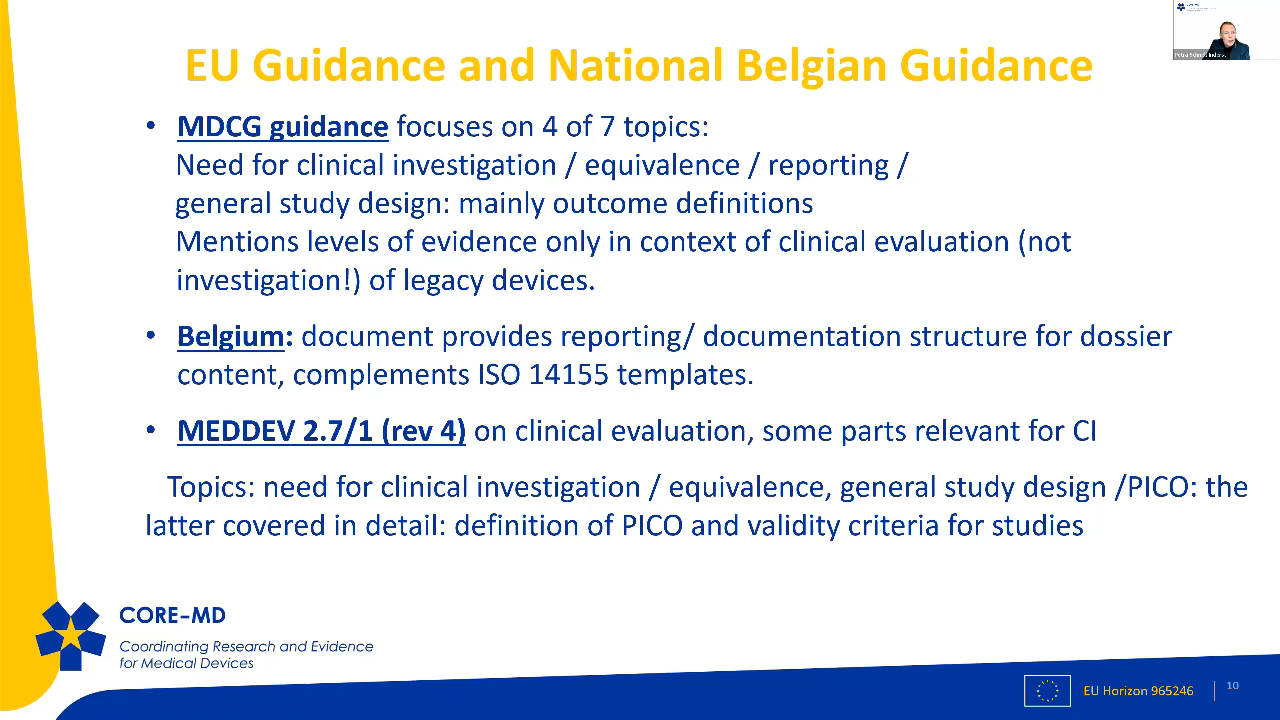 EU Guidance and National Belgian Guidance
• MDCG guidance focuses on 4 of 7 topics:
Need for clinical investigation / equivalence / reporting /
general study design: mainly outcome definitions
Mentions levels of evidence only in context of clinical evaluation (not
investigation!) of legacy devices.
• Belgium: document provides reporting/ documentation structure for dossier
content, complements ISO 14155 templates.
• MEDDEV 2.7/1 (rev 4) on clinical evaluation, some parts relevant for CI
Topics: need for clinical investigation / equivalence, general study design /PICO: the
latter covered in detail: definition of PICO and validity criteria for studies
CORE-MD
Coordinating Research and Evidence
for Medical Devices
EU Horizon 965246
10